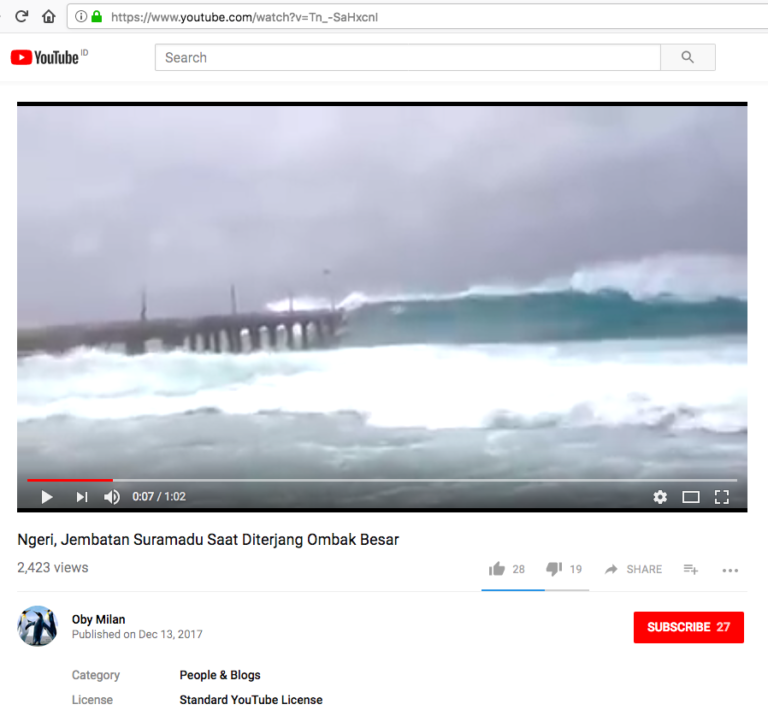 https://www.youtube.com/watch?v=Tn_-SaHxcnI
YouTube ID
Search
0:07 / 1:02
Ngeri, Jembatan Suramadu Saat Diterjang Ombak Besar
2,423 views
28
19
SHARE
Oby Milan
Published on Dec 13, 2017
SUBSCRIBE 27
Category
People & Blogs
License
Standard YouTube License